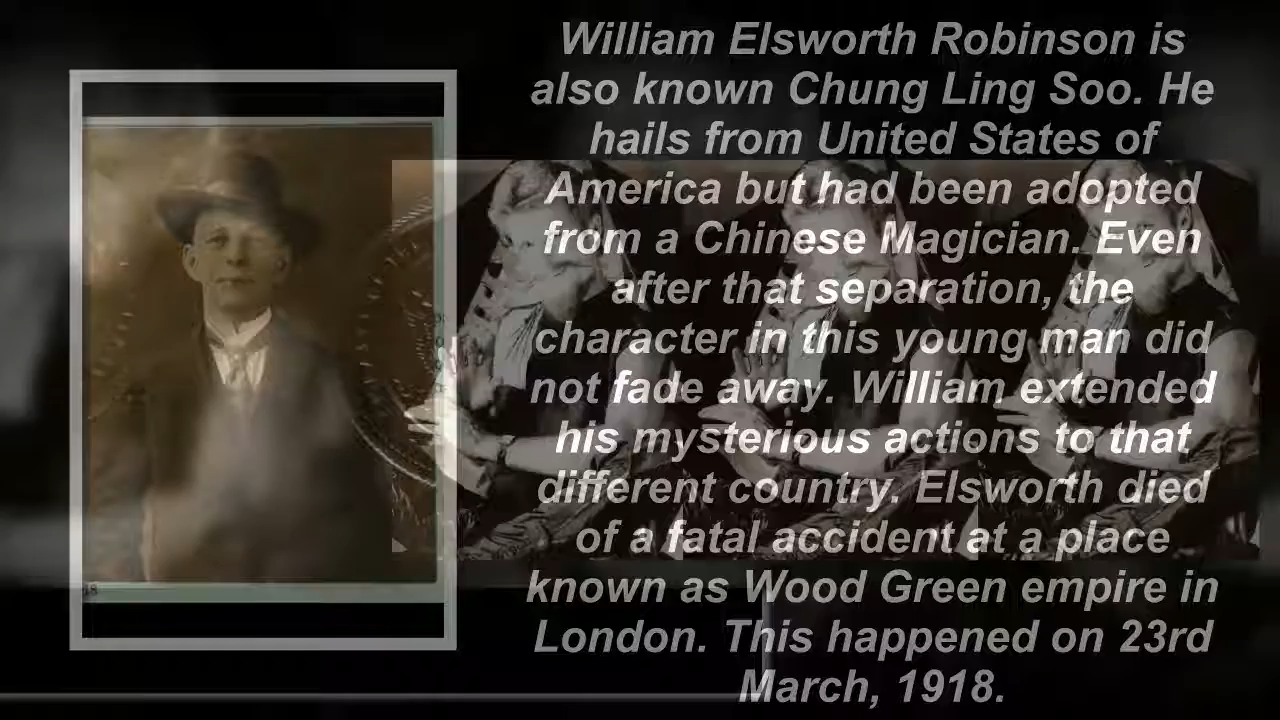 William Elsworth Robinson is
also known Chung Ling Soo. He
hails from United States of
America but had been adopted
from a Chinese Magician. Even
after that separation, the
character in this young man did
not fade away. William extended
his mysterious actions to that
different country. Elsworth died
of a fatal accident at a place
known as Wood Green empire in
London. This happened on 23rd
March, 1918.